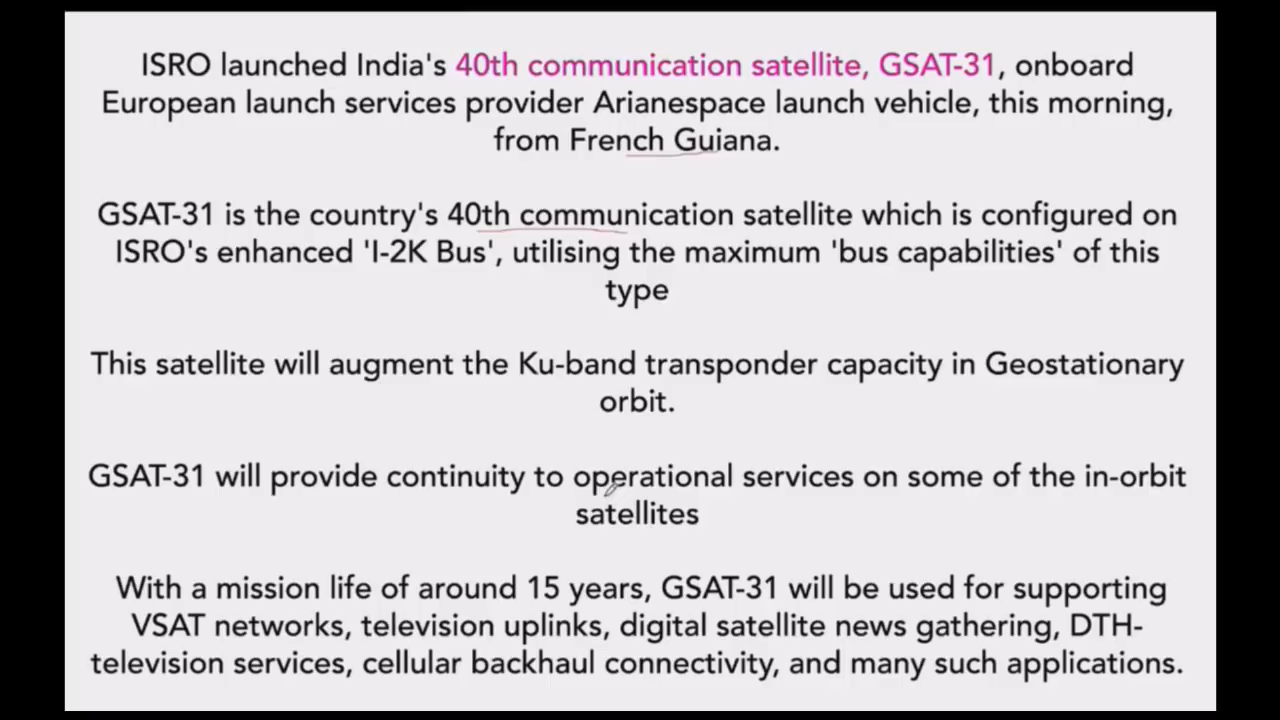 ISRO launched India's 40th communication satellite, GSAT-31, onboard
European launch services provider Arianespace launch vehicle, this morning,
from French Guiana.
GSAT-31 is the country's 40th communication satellite which is configured on
ISRO's enhanced 'I-2K Bus', utilising the maximum 'bus capabilities' of this
type
This satellite will augment the Ku-band transponder capacity in Geostationary
orbit.
GSAT-31 will provide continuity to operational services on some of the in-orbit
satellites
With a mission life of around 15 years, GSAT-31 will be used for supporting
VSAT networks, television uplinks, digital satellite news gathering, DTH-
television services, cellular backhaul connectivity, and many such applications.